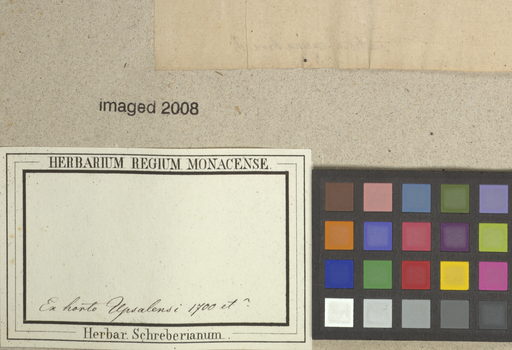 imaged 2008
HERBARIUM REGIUM MONACENSE.
Ex horto Upsalensi 1700 et
Herbar. Schreberianum.